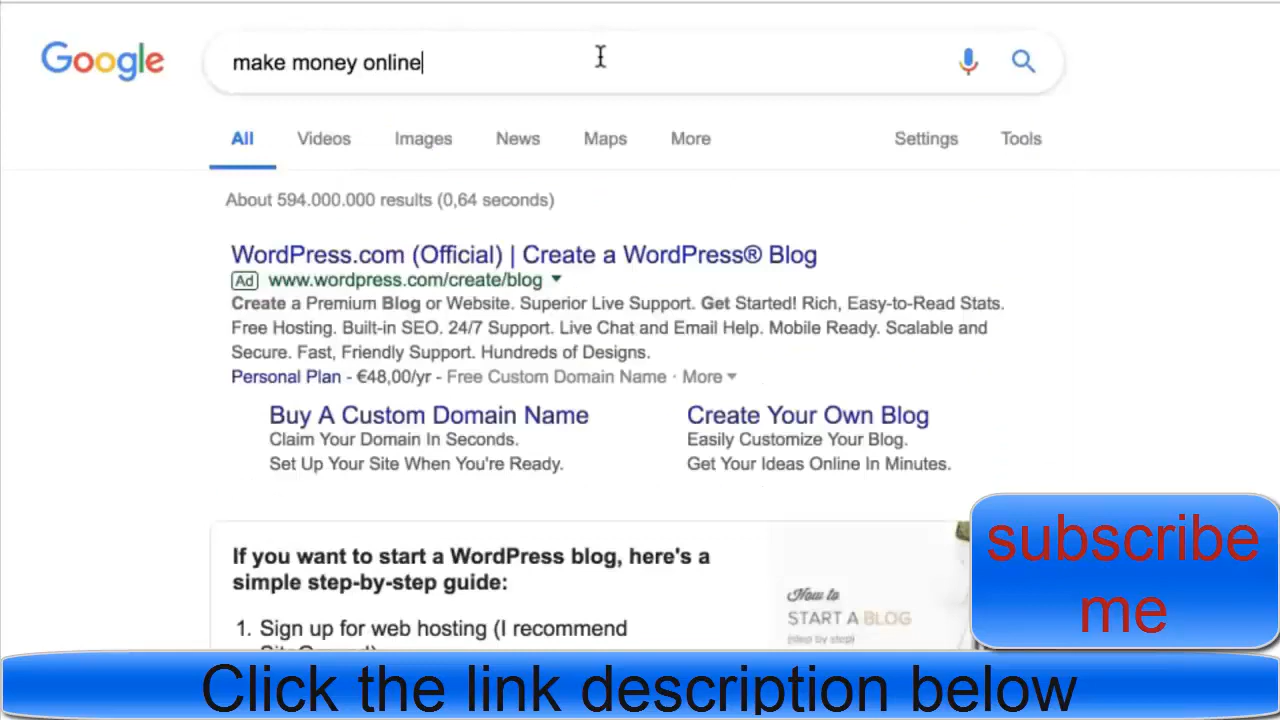 Google
make money online
All Videos Images News Maps More Settings Tools
About 594.000.000 results (0,64 seconds)
WordPress.com (Official) | Create a WordPress® Blog
Ad www.wordpress.com/create/blog
Create a Premium Blog or Website. Superior Live Support. Get Started! Rich, Easy-to-Read Stats.
Free Hosting. Built-in SEO. 24/7 Support. Live Chat and Email Help. Mobile Ready. Scalable and
Secure. Fast, Friendly Support. Hundreds of Designs.
Personal Plan - €48,00/yr - Free Custom Domain Name · More
Buy A Custom Domain Name
Claim Your Domain In Seconds.
Set Up Your Site When You're Ready.
Create Your Own Blog
Easily Customize Your Blog.
Get Your Ideas Online In Minutes.
If you want to start a WordPress blog, here's a
simple step-by-step guide:
1. Sign up for web hosting (I recommend
How to
START A BLOG
(step by step)
subscribe
me
Click the link description below